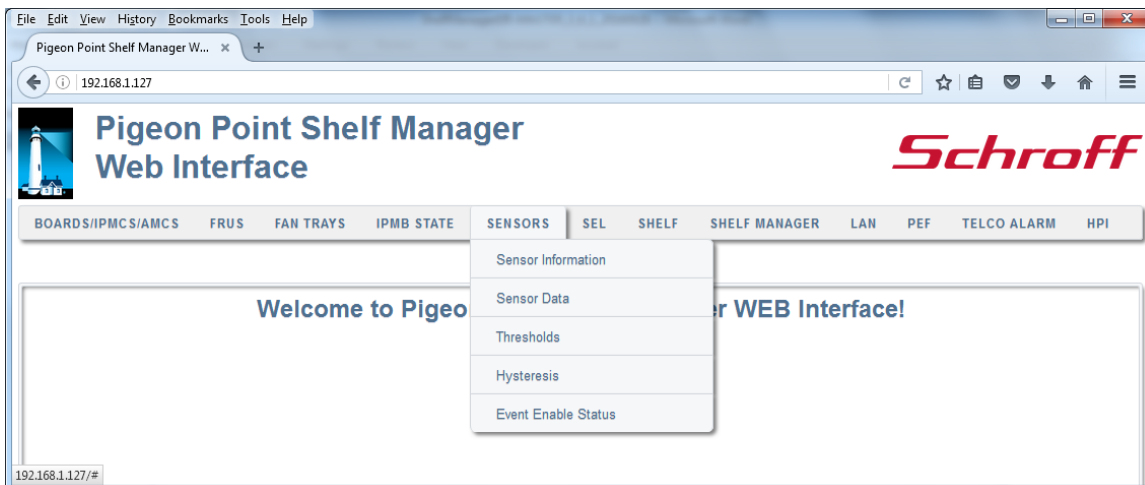 File Edit View History Bookmarks Tools Help
Pigeon Point Shelf Manager W... × +
192.168.1.127
Pigeon Point Shelf Manager
Web Interface
Schroff
BOARDS/IPMCS/AMCS FRUS FAN TRAYS IPMB STATE SENSORS SEL SHELF SHELF MANAGER LAN PEF TELCO ALARM HPI
Sensor Information
Sensor Data
Thresholds
Hysteresis
Event Enable Status
Welcome to Pigeo r WEB Interface!
192.168.1.127/#